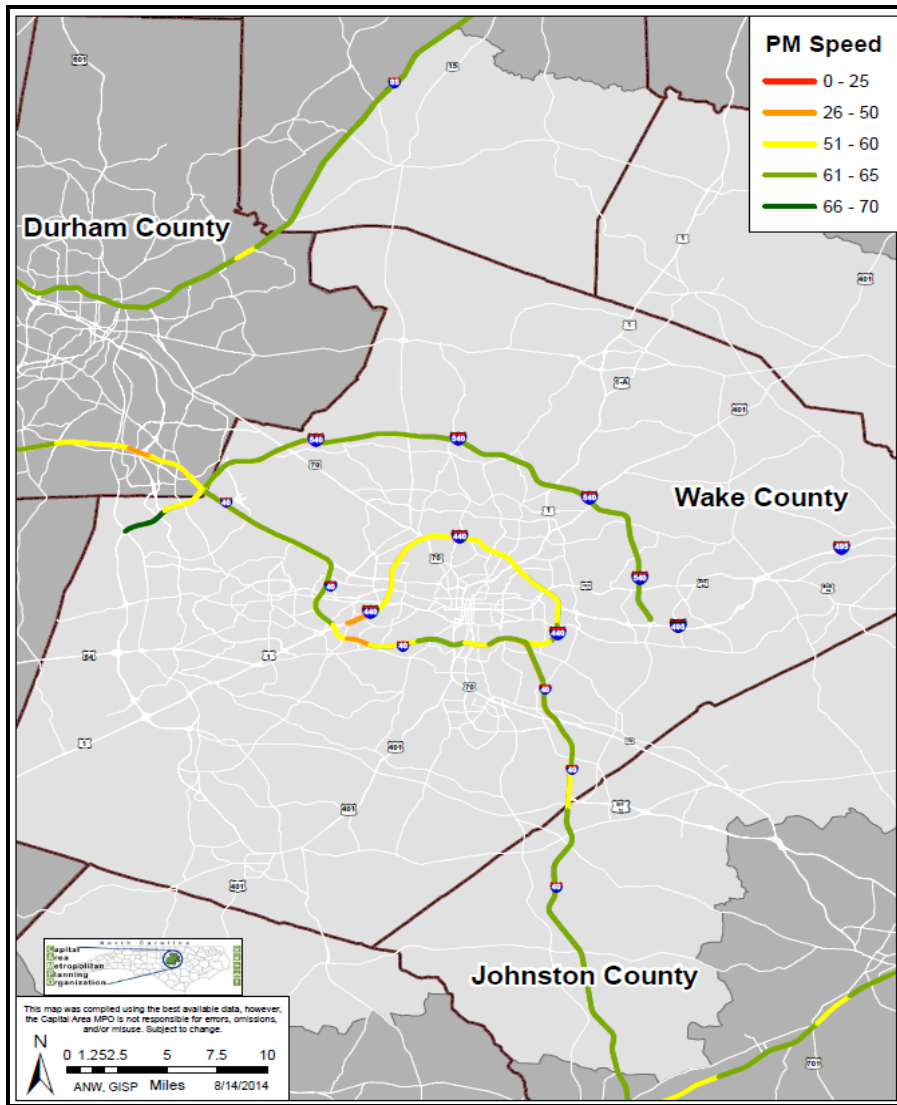 PM Speed
0 - 25
26 - 50
51 - 60
61 - 65
66 - 70
501
85
15
Durham County
1
401
1
1-A
401
540
540
70
40
540
Wake County
1
440
70
495
40
540
440
495
440
54
1
40
40
70
1
401
40
401
40
401
Johnston County
701
North Carolina
Capital
Area
Metropolitan
Planning
Organization
This map was compiled using the best available data, however,
the Capital Area MPO is not responsible for errors, omissions,
and/or misuse. Subject to change.
N
0 1.252.5 5 7.5 10
ANW, GISP Miles 8/14/2014